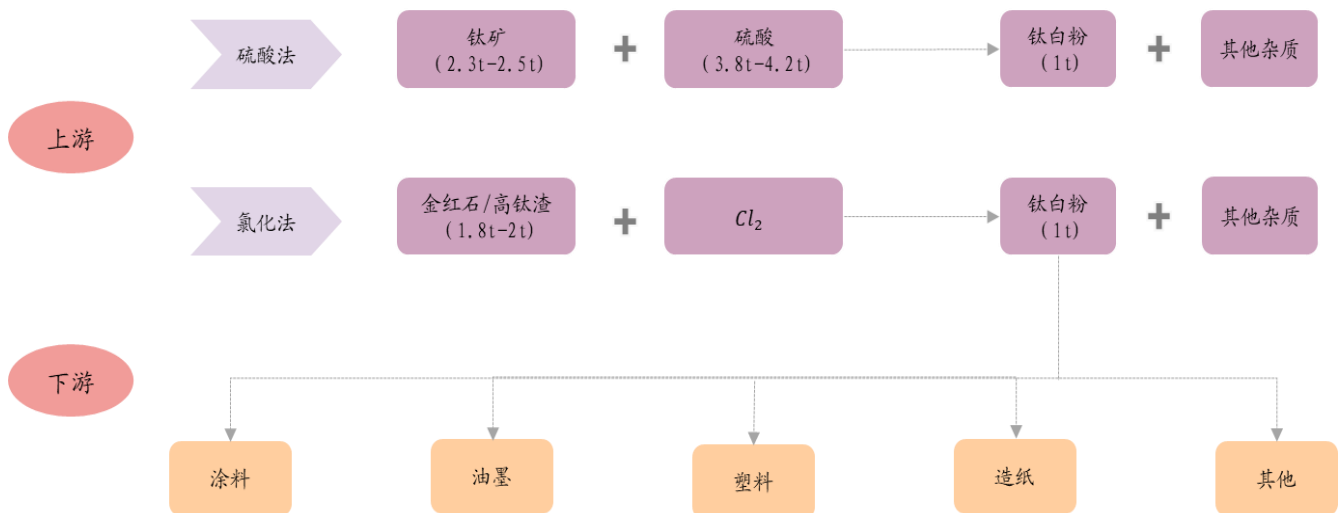 硫酸法
钛矿
(2.3t-2.5t)
+
硫酸
(3.8t-4.2t)
钛白粉
(1t)
+
其他杂质
上游
氯化法
金红石/高钛渣
(1.8t-2t)
+
Cl₂
钛白粉
(1t)
+
其他杂质
下游
涂料
油墨
塑料
造纸
其他